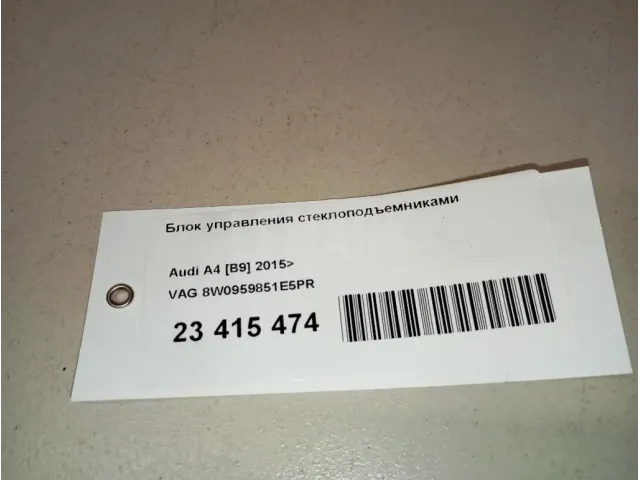 Блок управления стеклоподъемниками
Audi A4 [B9] 2015>
VAG 8W0959851E5PR
23 415 474